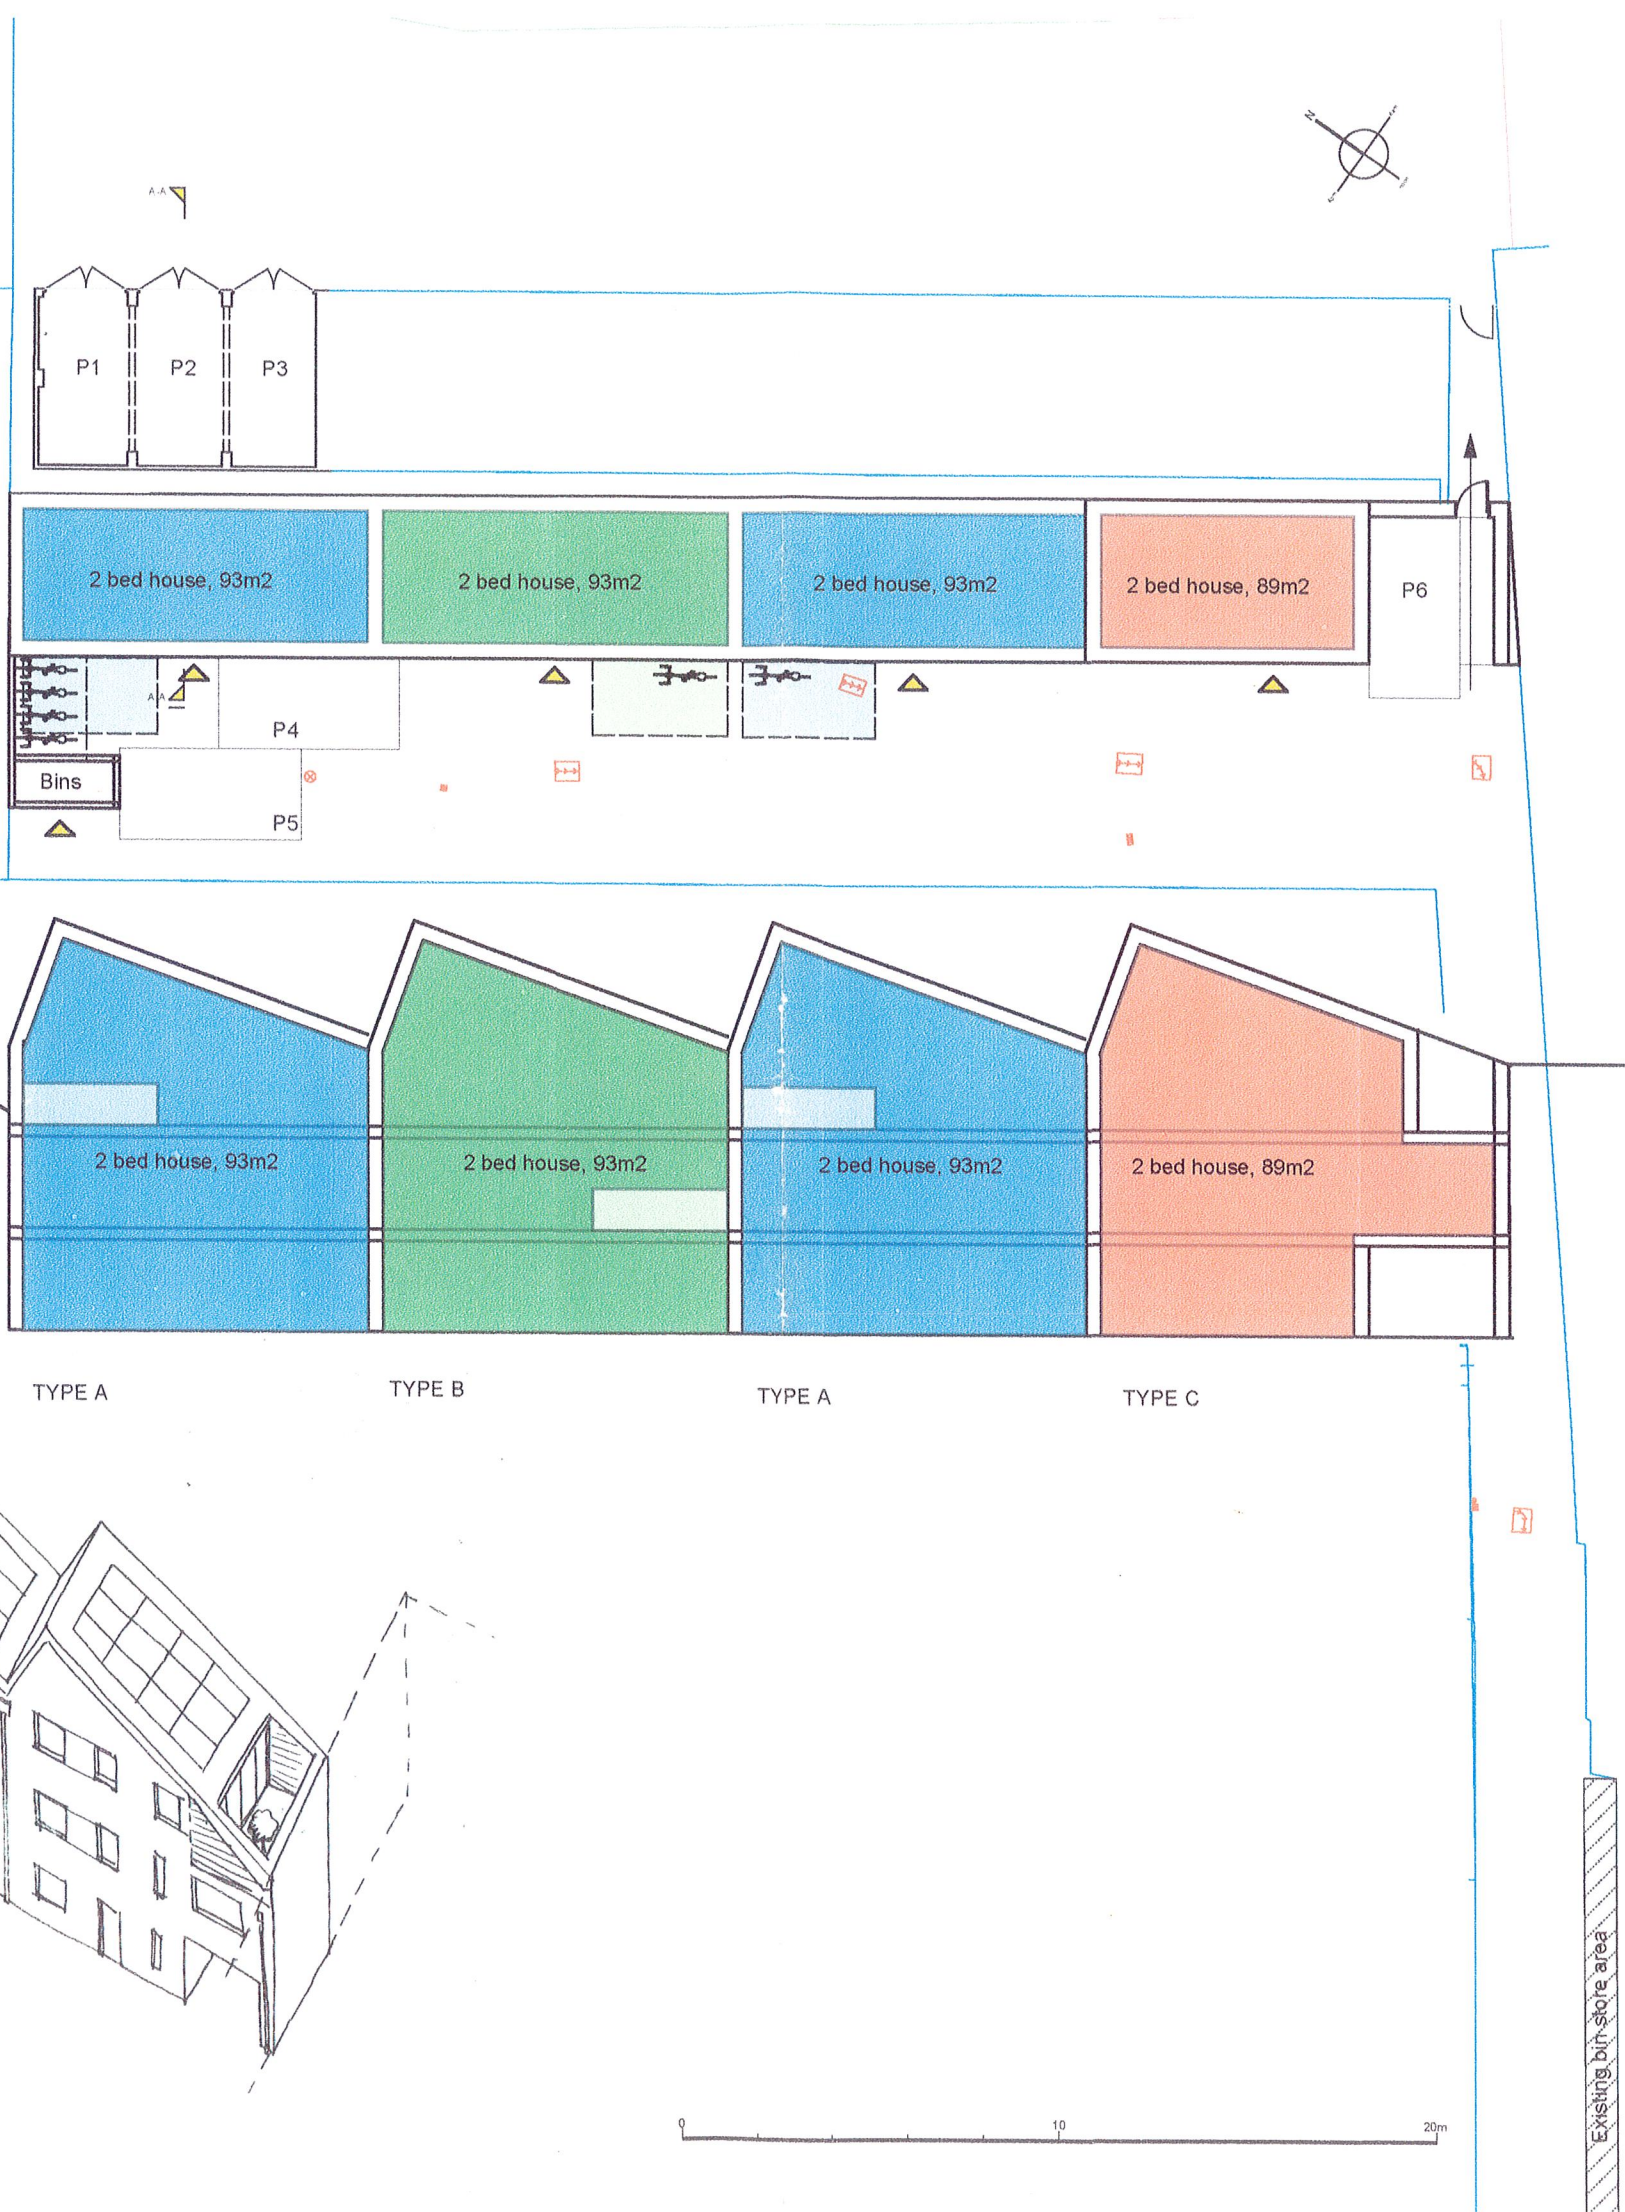 N
A-A
P1 P2 P3
2 bed house, 93m2
2 bed house, 93m2
2 bed house, 93m2
2 bed house, 89m2
P6
A-A
P4
Bins
P5
2 bed house, 93m2
2 bed house, 93m2
2 bed house, 93m2
2 bed house, 89m2
TYPE A
TYPE B
TYPE A
TYPE C
Existing bin store area
0 10 20m